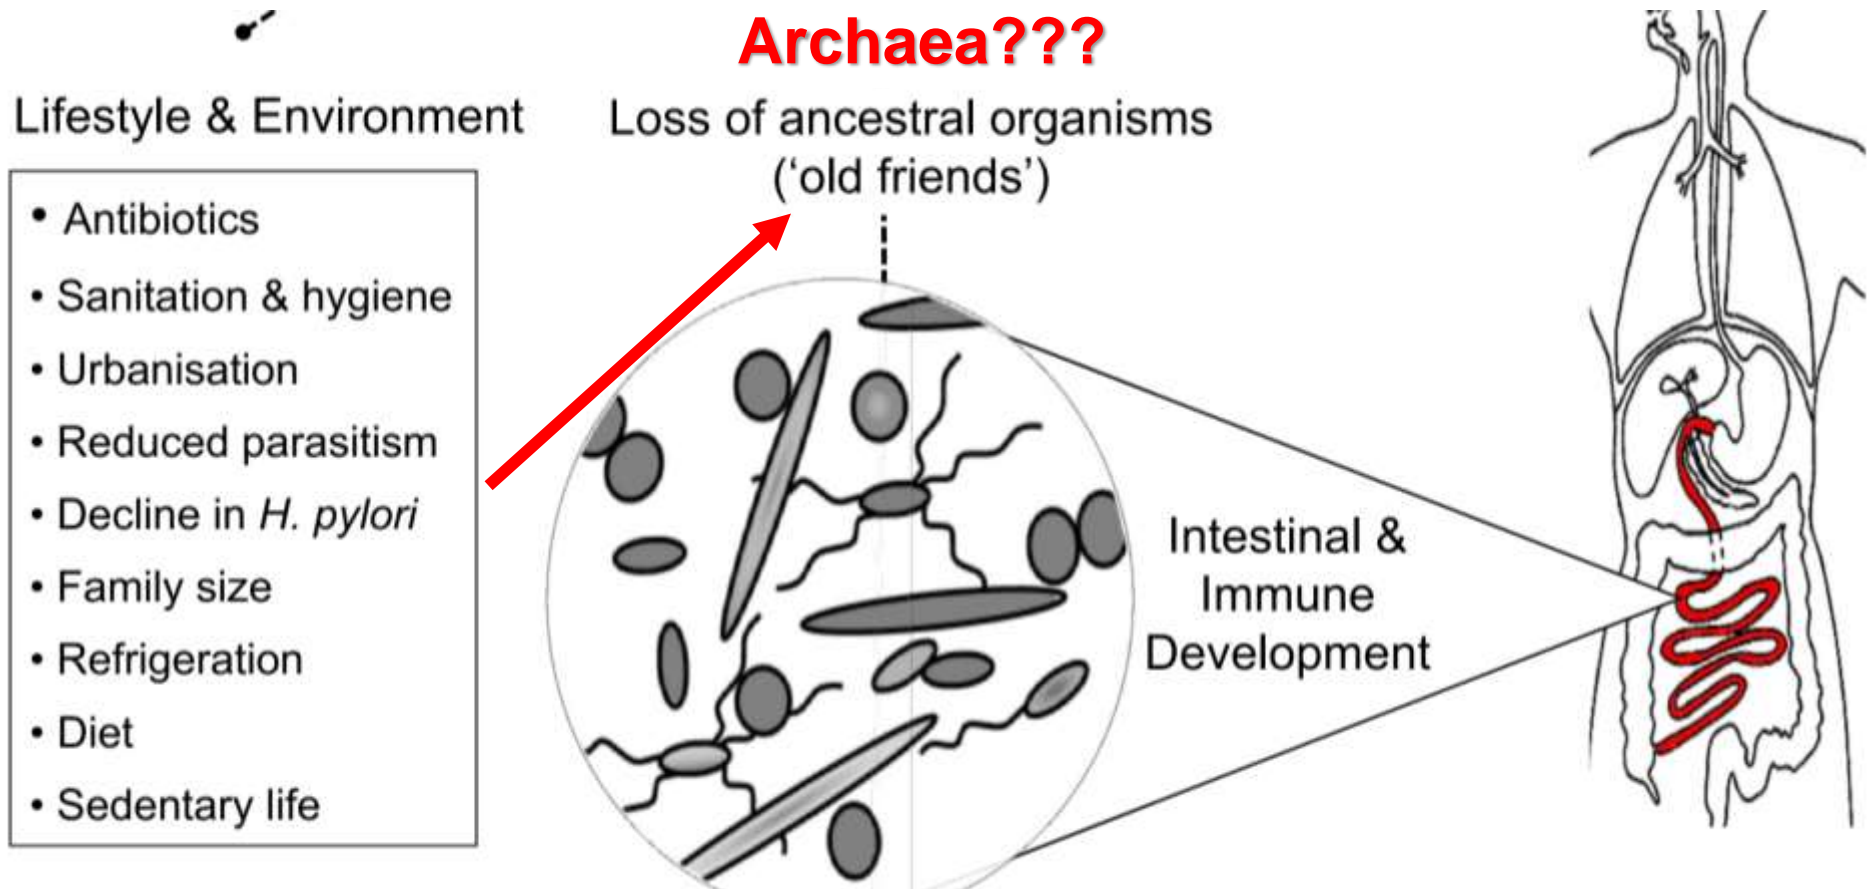 Archaea???
Lifestyle & Environment
• Antibiotics
• Sanitation & hygiene
• Urbanisation
• Reduced parasitism
• Decline in H. pylori
• Family size
• Refrigeration
• Diet
• Sedentary life
Loss of ancestral organisms
(‘old friends’)
Intestinal &
Immune
Development